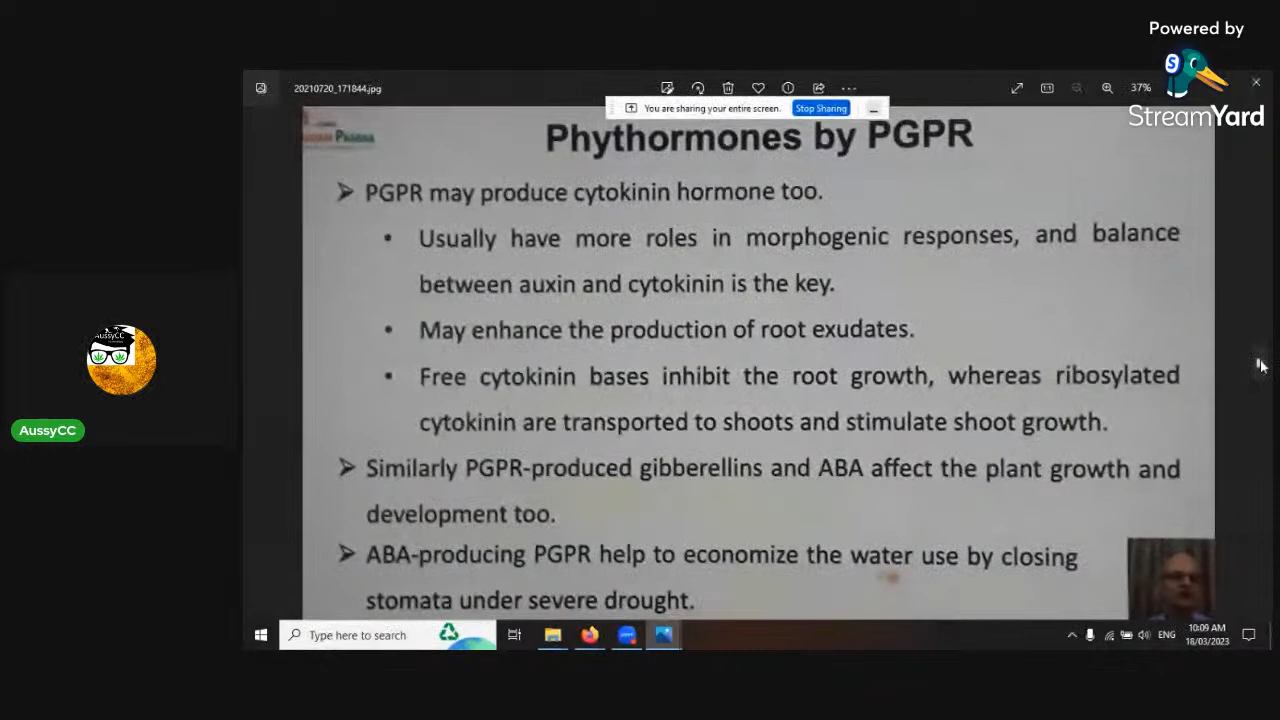 Powered by
StreamYard
20210720_171844.jpg
37%
You are sharing your entire screen.
Stop Sharing
Phythormones by PGPR
➢ PGPR may produce cytokinin hormone too.
• Usually have more roles in morphogenic responses, and balance
between auxin and cytokinin is the key.
• May enhance the production of root exudates.
• Free cytokinin bases inhibit the root growth, whereas ribosylated
cytokinin are transported to shoots and stimulate shoot growth.
➢ Similarly PGPR-produced gibberellins and ABA affect the plant growth and
development too.
➢ ABA-producing PGPR help to economize the water use by closing
stomata under severe drought.
AussyCC
AussyCC
Type here to search
ENG
10:09 AM
18/03/2023